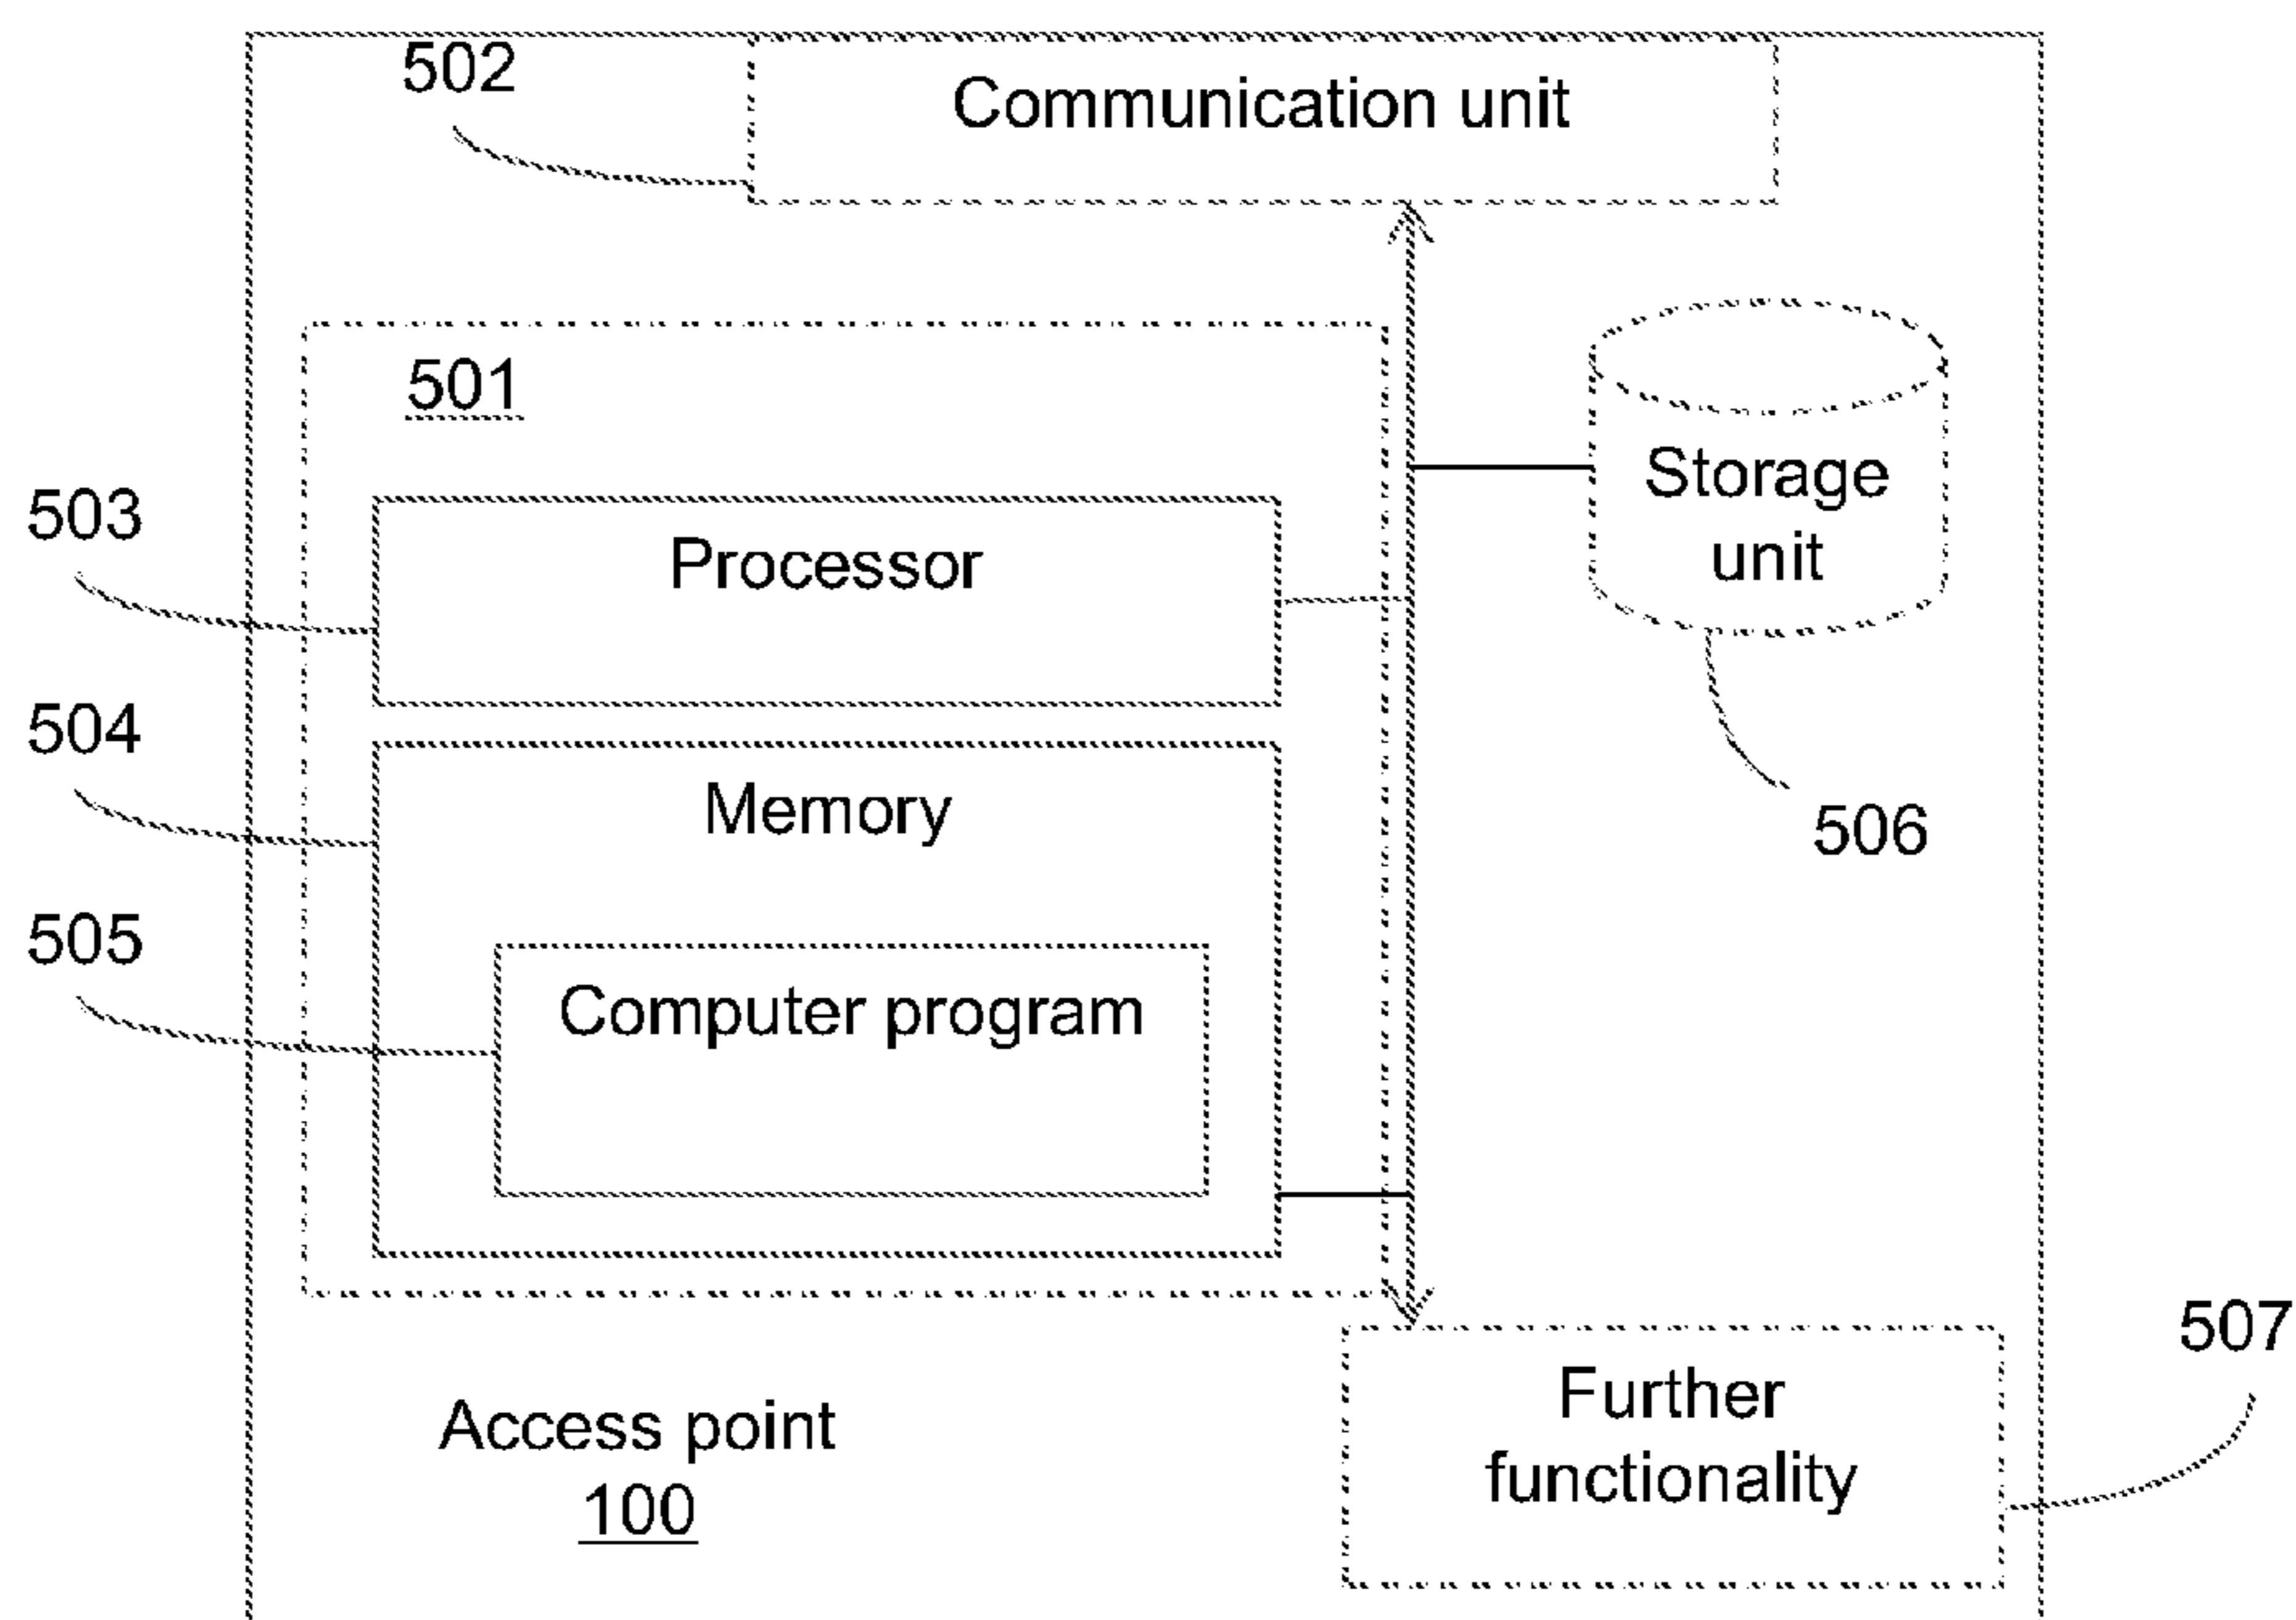 502
Communication unit
501
503
Processor
Storage
unit
504
Memory
506
505
Computer program
507
Further
functionality
Access point
100